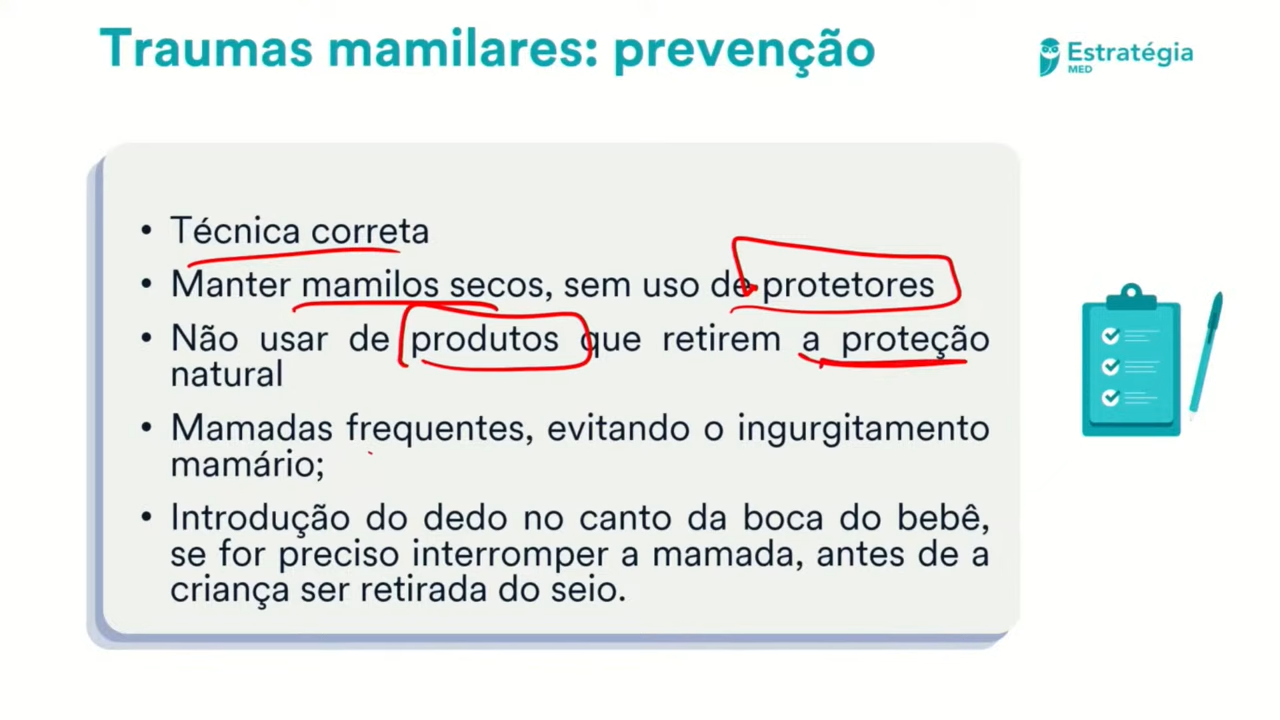 Traumas mamilares: prevenção
Estratégia
MED
• Técnica correta
• Manter mamilos secos, sem uso de protetores
• Não usar de produtos que retirem a proteção
natural
• Mamadas frequentes, evitando o ingurgitamento
mamário;
• Introdução do dedo no canto da boca do bebê,
se for preciso interromper a mamada, antes de a
criança ser retirada do seio.